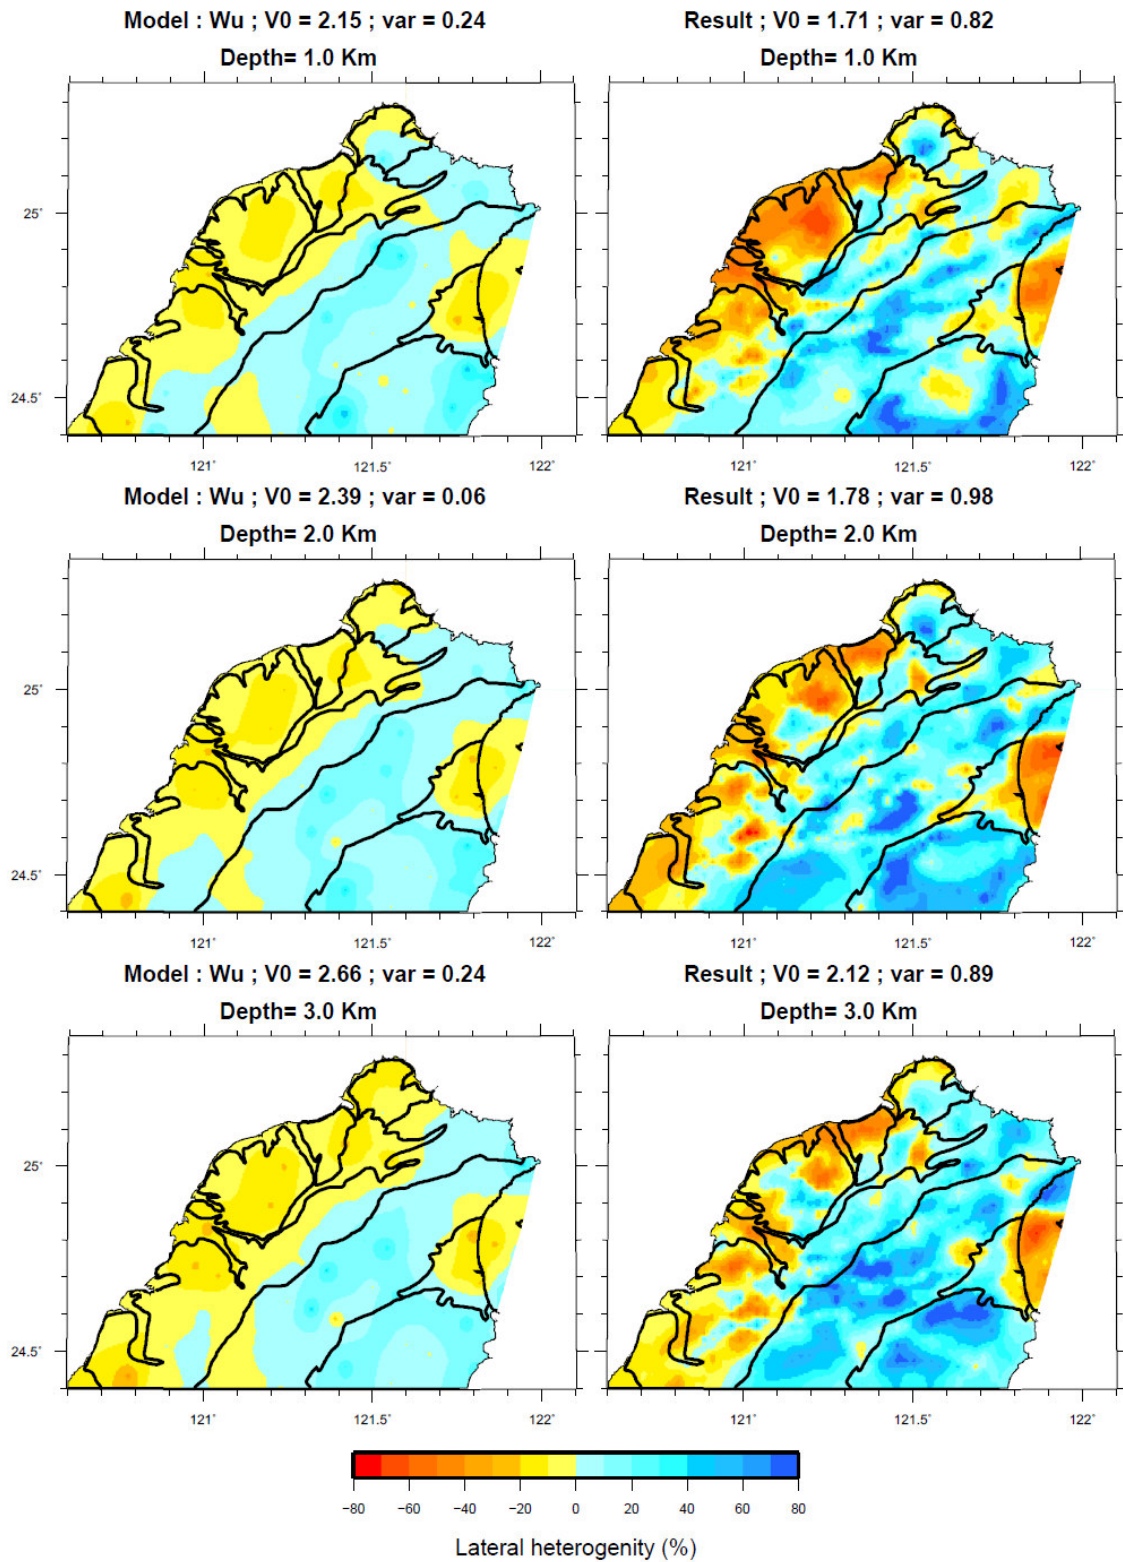 Model : Wu ; V0 = 2.15 ; var = 0.24
Depth= 1.0 Km
Result ; V0 = 1.71 ; var = 0.82
Depth= 1.0 Km
25˚
24.5˚
121˚ 121.5˚ 122˚
121˚ 121.5˚ 122˚
Model : Wu ; V0 = 2.39 ; var = 0.06
Depth= 2.0 Km
Result ; V0 = 1.78 ; var = 0.98
Depth= 2.0 Km
25˚
24.5˚
121˚ 121.5˚ 122˚
121˚ 121.5˚ 122˚
Model : Wu ; V0 = 2.66 ; var = 0.24
Depth= 3.0 Km
Result ; V0 = 2.12 ; var = 0.89
Depth= 3.0 Km
25˚
24.5˚
121˚ 121.5˚ 122˚
121˚ 121.5˚ 122˚
−80 −60 −40 −20 0 20 40 60 80
Lateral heterogenity (%)